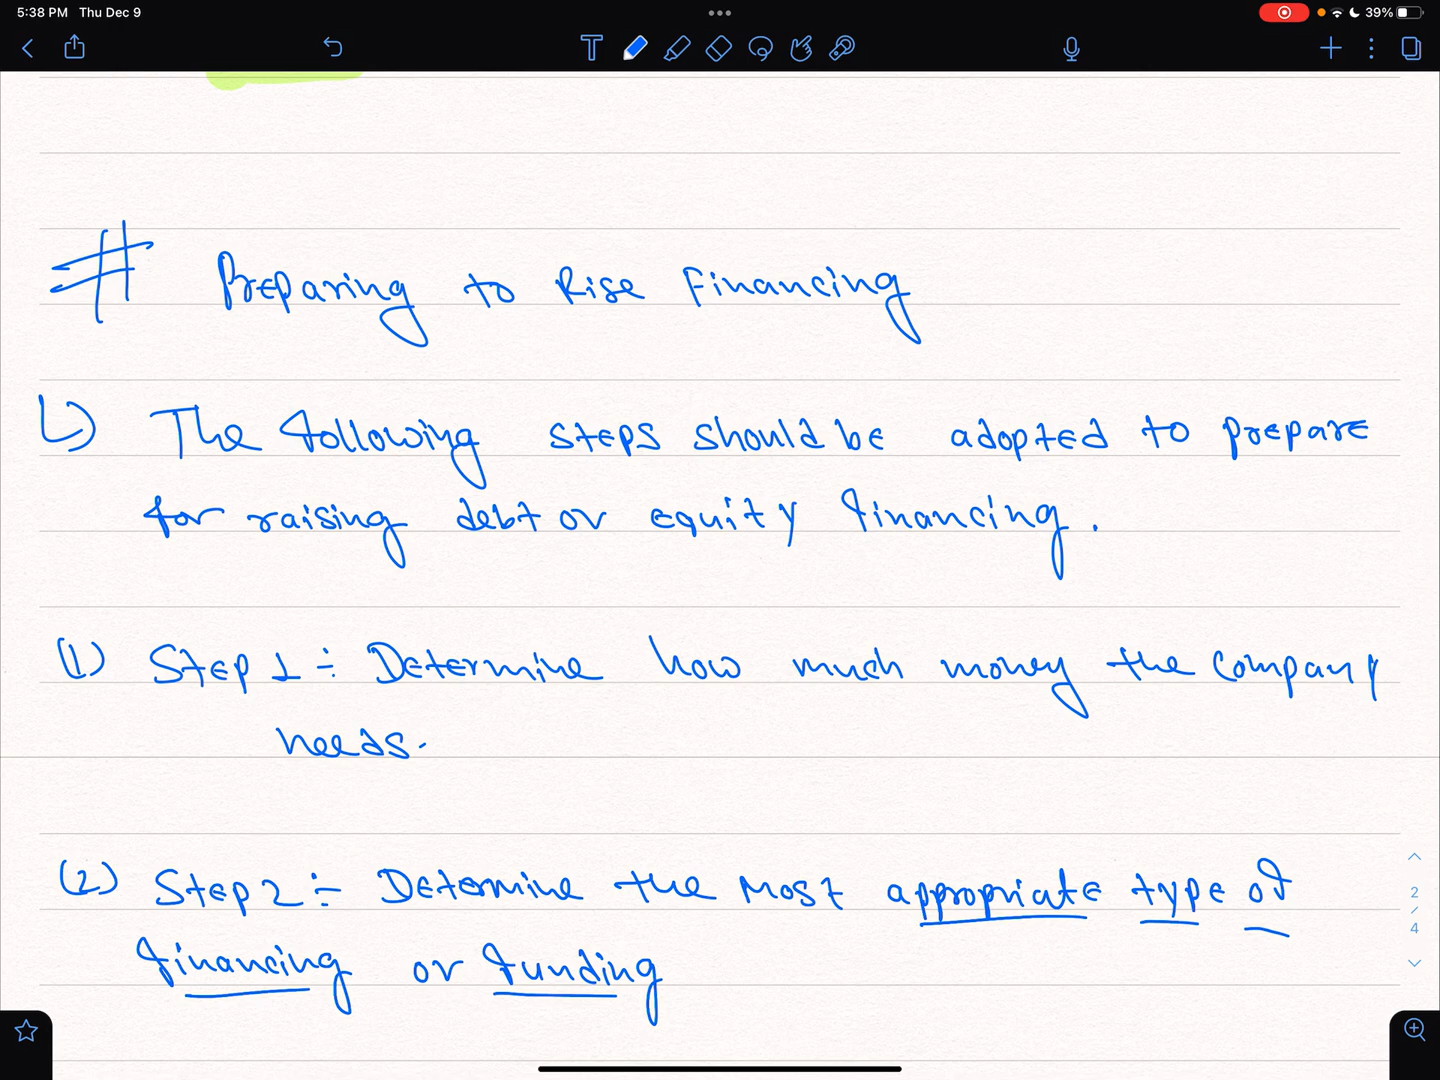 5:38 PM Thu Dec 9
39%
# Preparing to Rise Financing
↳ The following steps should be adopted to prepare
for raising debt or equity financing.
(1) Step 1 :- Determine how much money the company
needs.
(2) Step 2 :- Determine the most appropriate type of
financing or funding
2
/
4